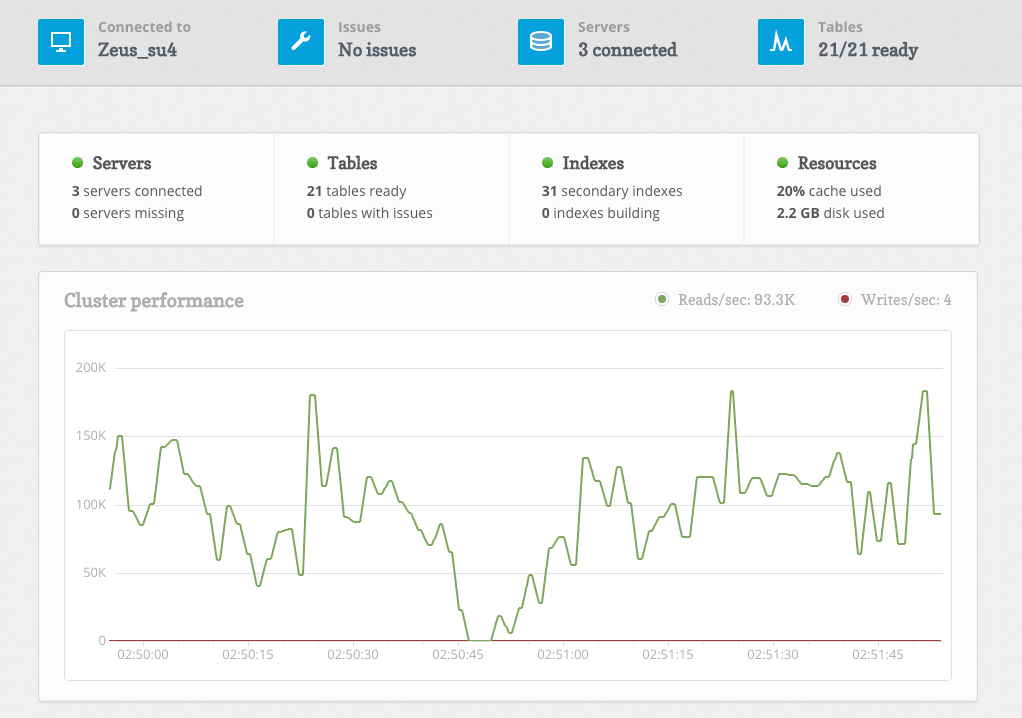 Connected to
Zeus_su4
Issues
No issues
Servers
3 connected
Tables
21/21 ready
Servers
3 servers connected
0 servers missing
Tables
21 tables ready
0 tables with issues
Indexes
31 secondary indexes
0 indexes building
Resources
20% cache used
2.2 GB disk used
Cluster performance
Reads/sec: 93.3K
Writes/sec: 4
200K
150K
100K
50K
0
02:50:00 02:50:15 02:50:30 02:50:45 02:51:00 02:51:15 02:51:30 02:51:45